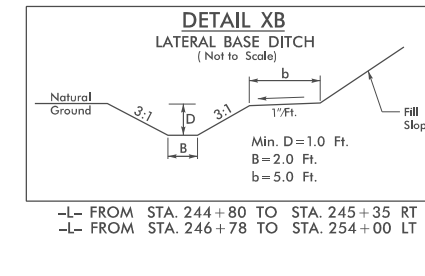 DETAIL XB
LATERAL BASE DITCH
( Not to Scale)
b
Natural
Ground
3:1
D
3:1
1"/Ft.
Fill
B
Min. D=1.0 Ft.
B=2.0 Ft.
b=5.0 Ft.
-L- FROM STA. 244+80 TO STA. 245+35 RT
-L- FROM STA. 246+78 TO STA. 254+00 LT